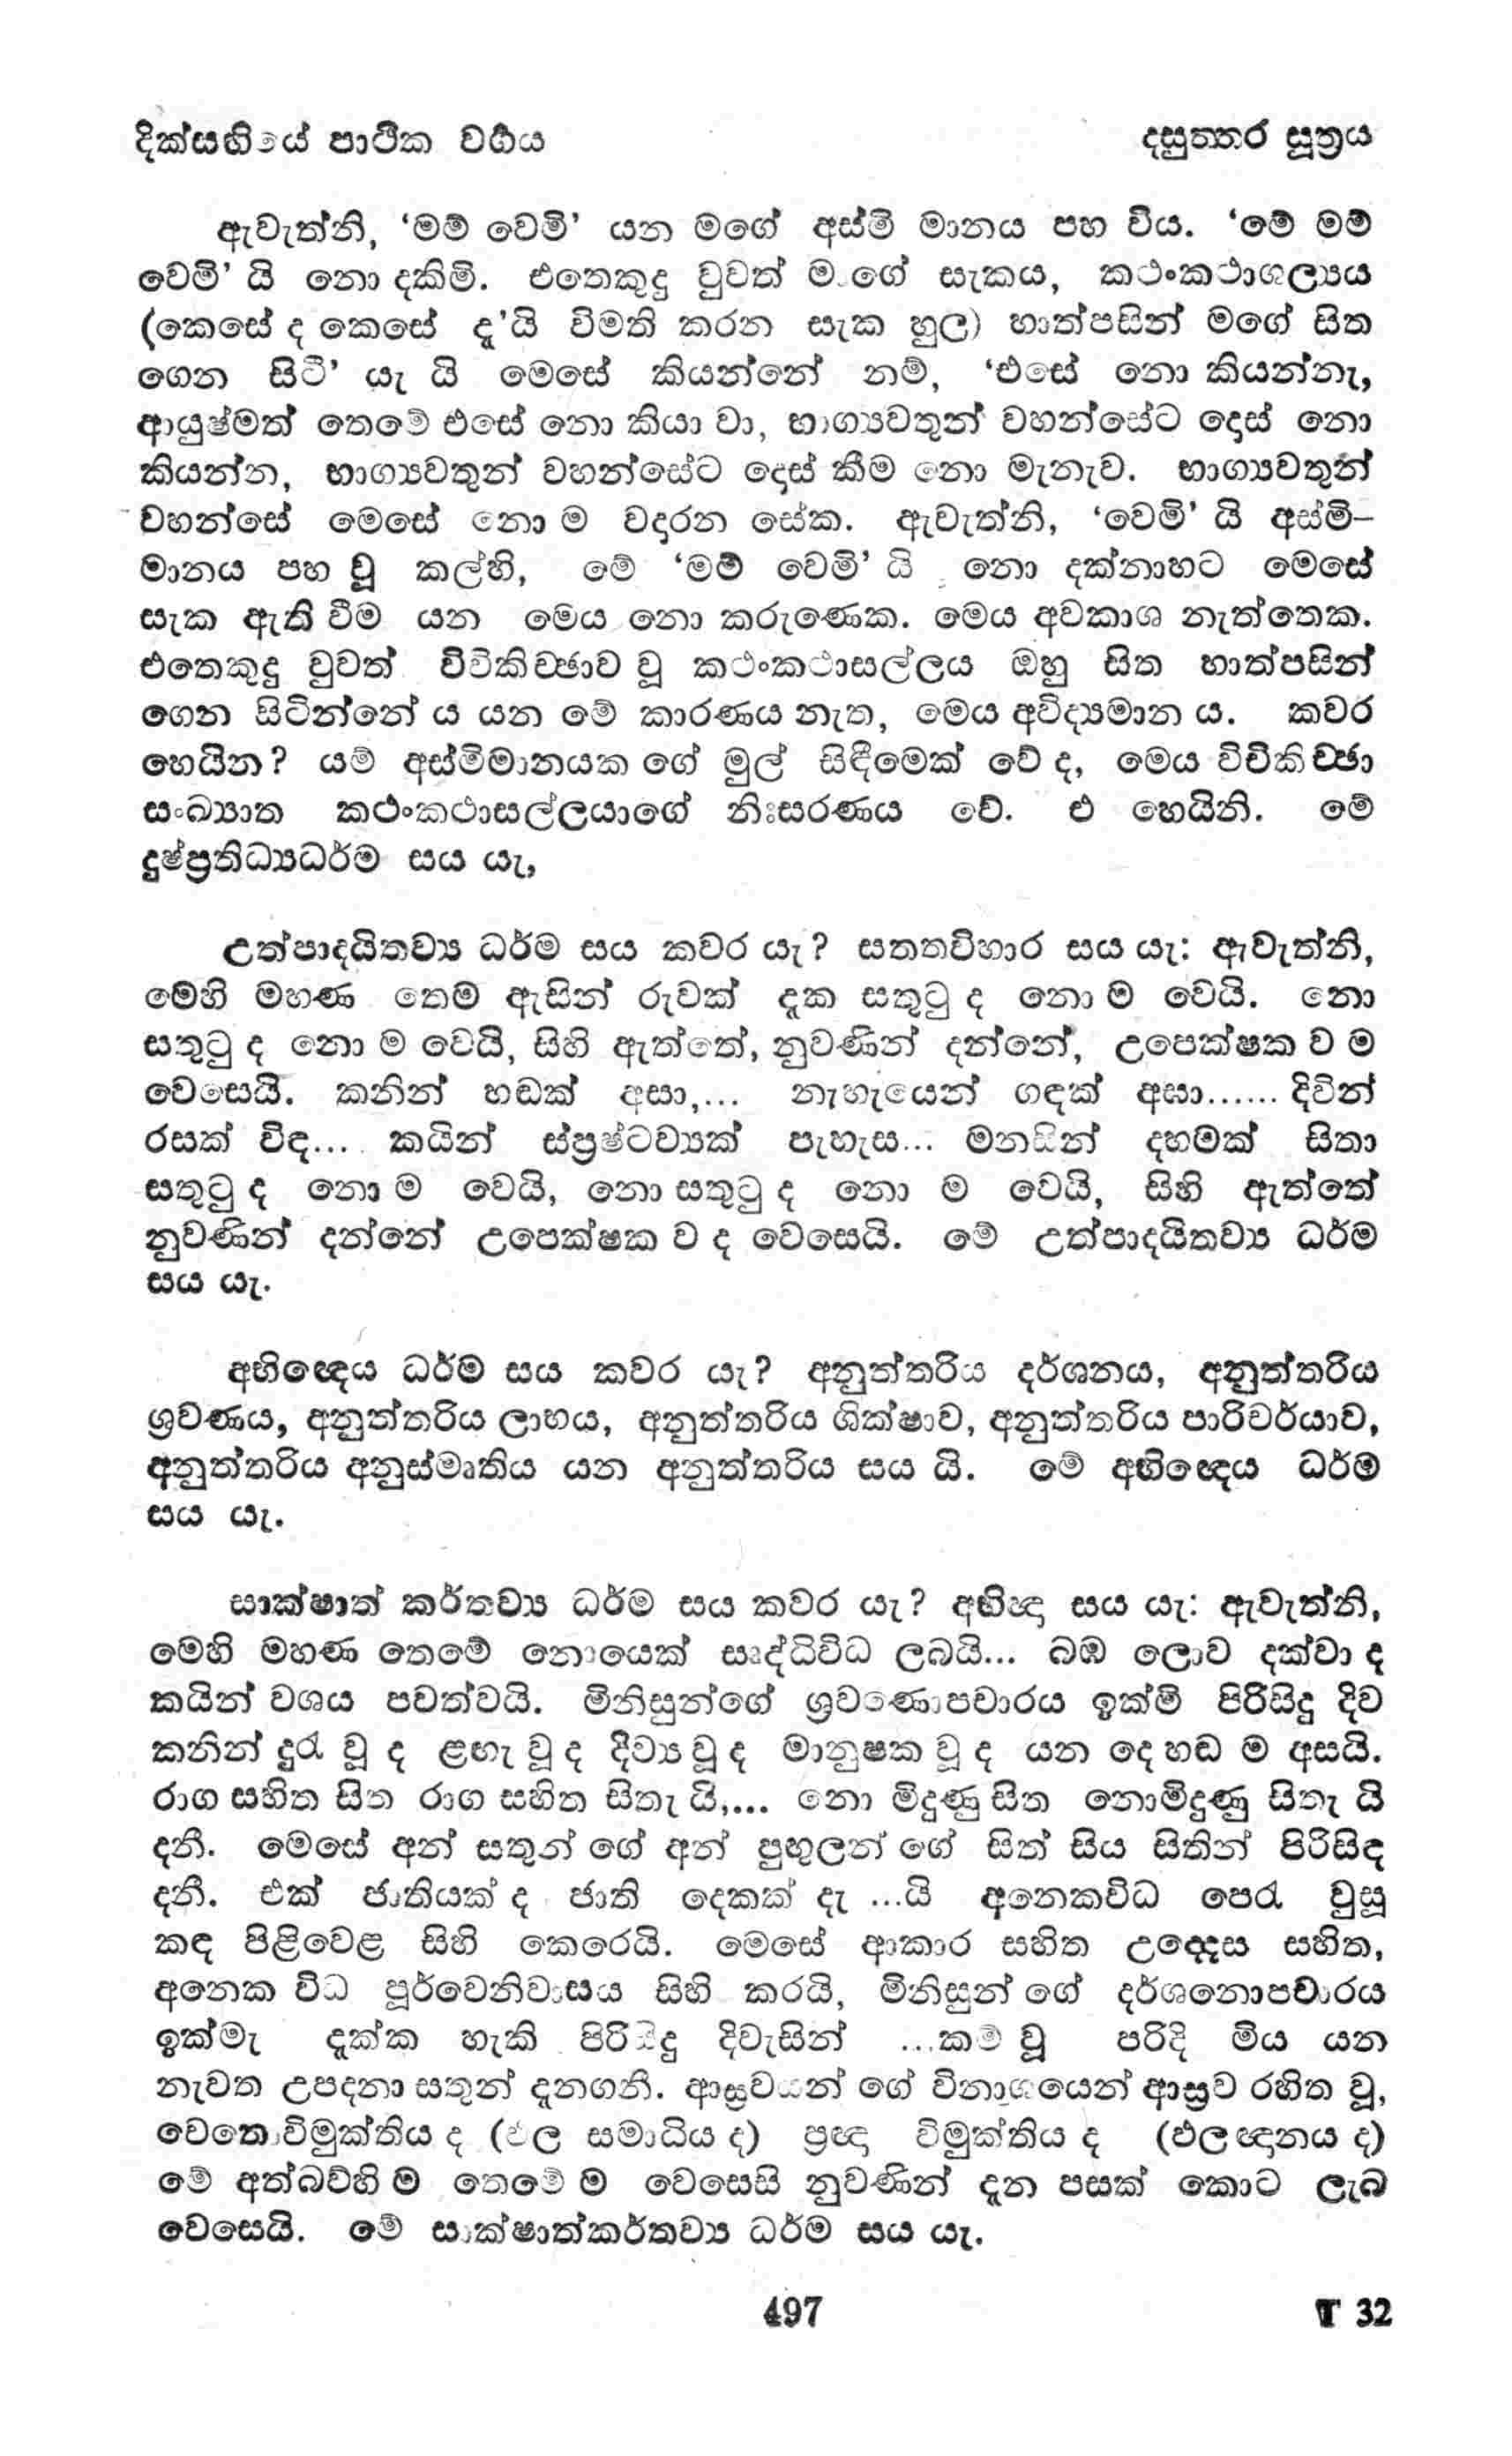 දික්සඟියේ පාථික වර්‍ගය
දසුත්තර සූත්‍රය
ඇවැත්නි, ‘මම් වෙමි’ යන මගේ අස්මි මානය පහ විය. ‘මේ මම්
වෙමි’ යි නො දකිමි. එතෙකුදු වුවත් මාගේ සැකය, කථංකථාශල්‍යය
(කෙසේ ද කෙසේ දැ’යි විමති කරන සැක හුල) හාත්පසින් මගේ සිත
ගෙන සිටී’ යැ යි මෙසේ කියන්නේ නම්, ‘එසේ නො කියන්නැ,
ආයුෂ්මත් තෙමේ එසේ නො කියා වා, භාග්‍යවතුන් වහන්සේට දොස් නො
කියන්න, භාග්‍යවතුන් වහන්සේට දොස් කීම නො මැනැව. භාග්‍යවතුන්
වහන්සේ මෙසේ නො ම වදාරන සේක. ඇවැත්නි, ‘වෙමි’ යි අස්මි–
මානය පහ වූ කල්හි, මේ ‘මම් වෙමි’ යි නො දක්නාහට මෙසේ
සැක ඇති වීම යන මෙය නො කරුණෙක. මෙය අවකාශ නැත්තෙක.
එතෙකුදු වුවත් විචිකිච්ඡාව වූ කථංකථාසල්ලය ඔහු සිත හාත්පසින්
ගෙන සිටින්නේ ය යන මේ කාරණය නැත, මෙය අවිද්‍යමාන ය. කවර
හෙයින? යම් අස්මිමානයක ගේ මුල් සිඳීමෙක් වේ ද, මෙය විචිකිච්ඡා
සංඛ්‍යාත කථංකථාසල්ලයාගේ නිඃසරණය වේ. එ හෙයිනි. මේ
දුෂ්ප්‍රතිධ්‍යධර්ම සය යැ,
උත්පාදයිතව්‍ය ධර්ම සය කවර යැ? සතතවිහාර සය යැ: ඇවැත්නි,
මෙහි මහණ තෙම ඇසින් රූවක් දැක සතුටු ද නො ම වෙයි. නො
සතුටු ද නො ම වෙයි, සිහි ඇත්තේ, නුවණින් දන්නේ, උපෙක්ෂක ව ම
වෙසෙයි. කනින් හඬක් අසා,... නැහැයෙන් ගඳක් අඝා...... දිවින්
රසක් විඳ.... කයින් ස්ප්‍රෂ්ටව්‍යක් පැහැස... මනසින් දහමක් සිතා
සතුටු ද නො ම වෙයි, නො සතුටු ද නො ම වෙයි, සිහි ඇත්තේ
නුවණින් දන්නේ උපෙක්ෂක ව ද වෙසෙයි. මේ උත්පාදයිතව්‍ය ධර්ම
සය යැ.
අභිඥෙය ධර්ම සය කවර යැ? අනුත්තරිය දර්ශනය, අනුත්තරිය
ශ්‍රවණය, අනුත්තරිය ලාභය, අනුත්තරිය ශික්ෂාව, අනුත්තරිය පාරිචර්යාව,
අනුත්තරිය අනුස්මෘතිය යන අනුත්තරිය සය යි. මේ අභිඥෙය ධර්ම
සය යැ.
සාක්ෂාත් කර්තව්‍ය ධර්ම සය කවර යැ? අභිඥා සය යැ: ඇවැත්නි,
මෙහි මහණ තෙමේ නොයෙක් සෘද්ධිවිධ ලබයි... බඹ ලොව දක්වා ද
කයින් වශය පවත්වයි. මිනිසුන්ගේ ශ්‍රවණොපචාරය ඉක්මි පිරිසිදු දිව
කනින් දුරැ වූ ද ළඟැ වූ ද දිව්‍ය වූ ද මානුෂක වූ ද යන දෙ හඬ ම අසයි.
රාග සහිත සිත රාග සහිත සිතැ යි,... නො මිදුණු සිත නොමිදුණු සිතැ යි
දනී. මෙසේ අන් සතුන් ගේ අන් පුඟුලන් ගේ සිත් සිය සිතින් පිරිසිඳ
දනී. එක් ජාතියක් ද ජාති දෙකක් දැ ...යි අනෙකවිධ පෙරැ වුසූ
කඳ පිළිවෙළ සිහි කෙරෙයි. මෙසේ ආකාර සහිත උද්දෙස සහිත,
අනෙක විධ පූර්වෙනිවාසය සිහි කරයි, මිනිසුන් ගේ දර්ශනොපචාරය
ඉක්මැ දැක්ක හැකි පිරිසිදු දිවැසින් ...කම් වූ පරිදි මිය යන
නැවත උපදනා සතුන් දැනගනී. ආස්‍රවයන් ගේ විනාශයෙන් ආස්‍රව රහිත වූ,
චෙතොවිමුක්තිය ද (ඵල සමාධිය ද) ප්‍රඥා විමුක්තිය ද (ඵලඥානය ද)
මේ අත්බව්හි ම තෙමේ ම වෙසෙසි නුවණින් දැන පසක් කොට ලැබ
වෙසෙයි. මේ සාක්ෂාත්කර්තව්‍ය ධර්ම සය යැ.
497
T 32